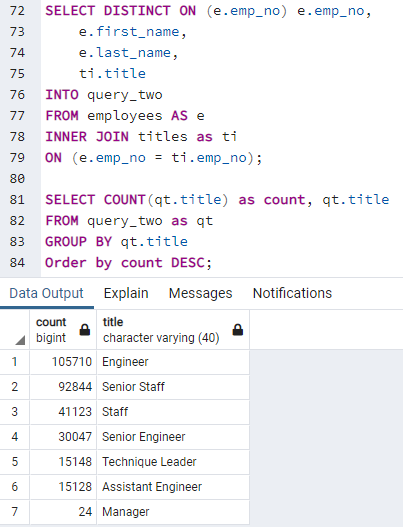 72 SELECT DISTINCT ON (e.emp_no) e.emp_no,
73     e.first_name,
74     e.last_name,
75     ti.title
76 INTO query_two
77 FROM employees AS e
78 INNER JOIN titles as ti
79 ON (e.emp_no = ti.emp_no);
80
81 SELECT COUNT(qt.title) as count, qt.title
82 FROM query_two as qt
83 GROUP BY qt.title
84 Order by count DESC;
Data Output Explain Messages Notifications
count title
bigint character varying (40)
1 105710 Engineer
2 92844 Senior Staff
3 41123 Staff
4 30047 Senior Engineer
5 15148 Technique Leader
6 15128 Assistant Engineer
7 24 Manager